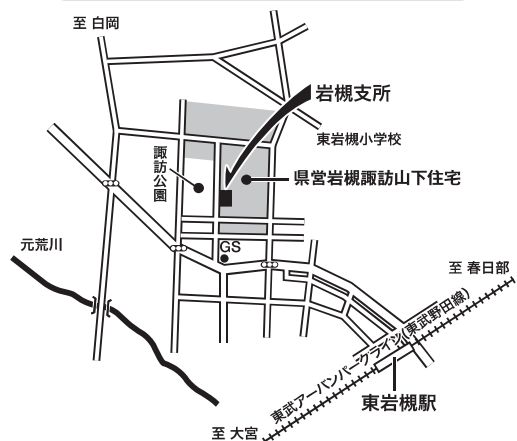 至 白岡
岩槻支所
東岩槻小学校
諏訪公園
県営岩槻諏訪山下住宅
元荒川
GS
至 春日部
東武アーバンパークライン(東武野田線)
東岩槻駅
至 大宮